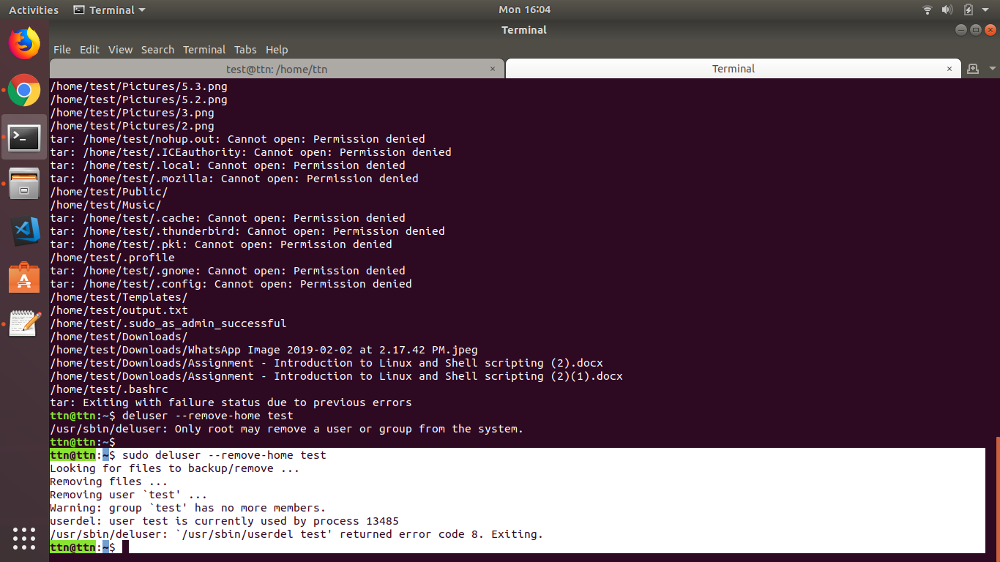 Activities Terminal Mon 16:04
Terminal
File Edit View Search Terminal Tabs Help
test@ttn: /home/ttn × Terminal ×
/home/test/Pictures/5.3.png
/home/test/Pictures/5.2.png
/home/test/Pictures/3.png
/home/test/Pictures/2.png
tar: /home/test/nohup.out: Cannot open: Permission denied
tar: /home/test/.ICEauthority: Cannot open: Permission denied
tar: /home/test/.local: Cannot open: Permission denied
tar: /home/test/.mozilla: Cannot open: Permission denied
/home/test/Public/
/home/test/Music/
tar: /home/test/.cache: Cannot open: Permission denied
tar: /home/test/.thunderbird: Cannot open: Permission denied
tar: /home/test/.pki: Cannot open: Permission denied
/home/test/.profile
tar: /home/test/.gnome: Cannot open: Permission denied
tar: /home/test/.config: Cannot open: Permission denied
/home/test/Templates/
/home/test/output.txt
/home/test/.sudo_as_admin_successful
/home/test/Downloads/
/home/test/Downloads/WhatsApp Image 2019-02-02 at 2.17.42 PM.jpeg
/home/test/Downloads/Assignment - Introduction to Linux and Shell scripting (2).docx
/home/test/Downloads/Assignment - Introduction to Linux and Shell scripting (2)(1).docx
/home/test/.bashrc
tar: Exiting with failure status due to previous errors
ttn@ttn:~$ deluser --remove-home test
/usr/sbin/deluser: Only root may remove a user or group from the system.
ttn@ttn:~$
ttn@ttn:~$ sudo deluser --remove-home test
Looking for files to backup/remove ...
Removing files ...
Removing user `test' ...
Warning: group `test' has no more members.
userdel: user test is currently used by process 13485
/usr/sbin/deluser: `/usr/sbin/userdel test' returned error code 8. Exiting.
ttn@ttn:~$